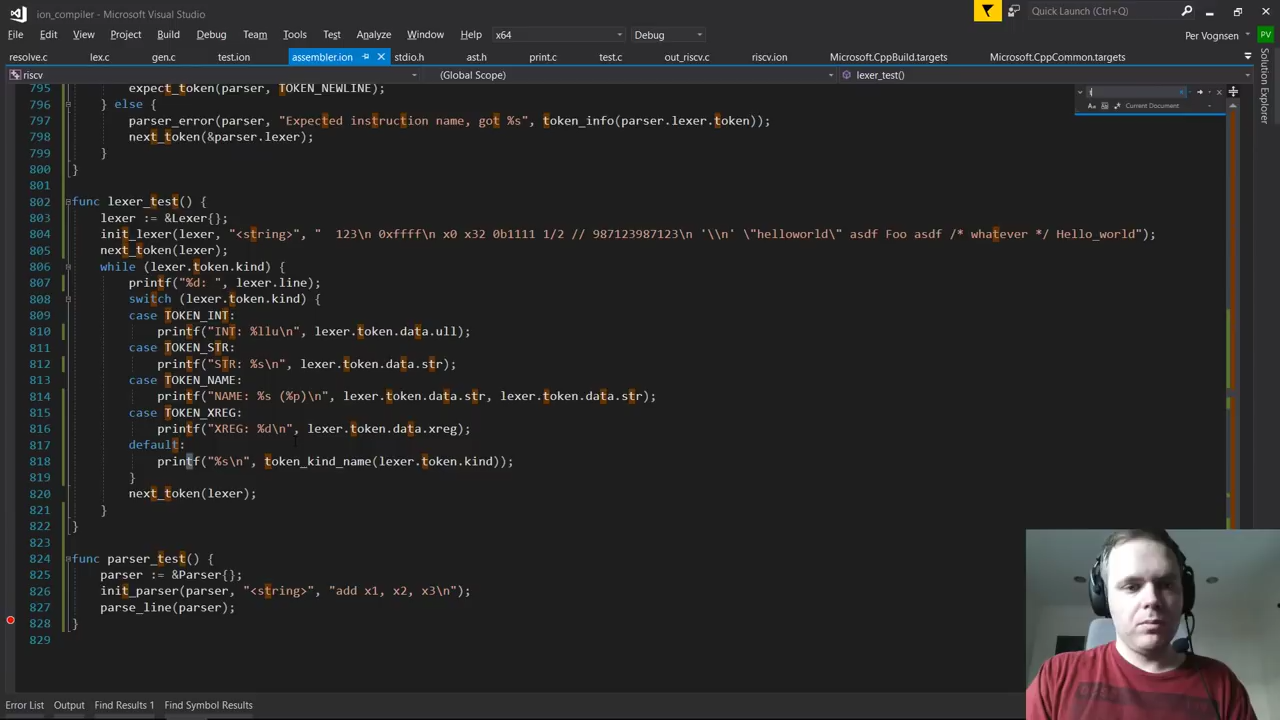 ion_compiler - Microsoft Visual Studio
Quick Launch (Ctrl+Q)
File Edit View Project Build Debug Team Tools Test Analyze Window Help x64 Debug Per Vognsen PV
resolve.c lex.c gen.c test.ion assembler.ion stdio.h ast.h print.c test.c out_riscv.c riscv.ion Microsoft.CppBuild.targets Microsoft.CppCommon.targets
riscv (Global Scope) lexer_test()
Current Document
Solution Explorer
795 expect_token(parser, TOKEN_NEWLINE);
796 } else {
797 parser_error(parser, "Expected instruction name, got %s", token_info(parser.lexer.token));
798 next_token(&parser.lexer);
799 }
800 }
801
802 func lexer_test() {
803 lexer := &Lexer{};
804 init_lexer(lexer, "<string>", "  123\n 0xffff\n x0 x32 0b1111 1/2 // 987123987123\n '\\n' \"helloworld\" asdf Foo asdf /* whatever */ Hello_world");
805 next_token(lexer);
806 while (lexer.token.kind) {
807 printf("%d: ", lexer.line);
808 switch (lexer.token.kind) {
809 case TOKEN_INT:
810 printf("INT: %llu\n", lexer.token.data.ull);
811 case TOKEN_STR:
812 printf("STR: %s\n", lexer.token.data.str);
813 case TOKEN_NAME:
814 printf("NAME: %s (%p)\n", lexer.token.data.str, lexer.token.data.str);
815 case TOKEN_XREG:
816 printf("XREG: %d\n", lexer.token.data.xreg);
817 default:
818 printf("%s\n", token_kind_name(lexer.token.kind));
819 }
820 next_token(lexer);
821 }
822 }
823
824 func parser_test() {
825 parser := &Parser{};
826 init_parser(parser, "<string>", "add x1, x2, x3\n");
827 parse_line(parser);
828 }
829
Error List Output Find Results 1 Find Symbol Results